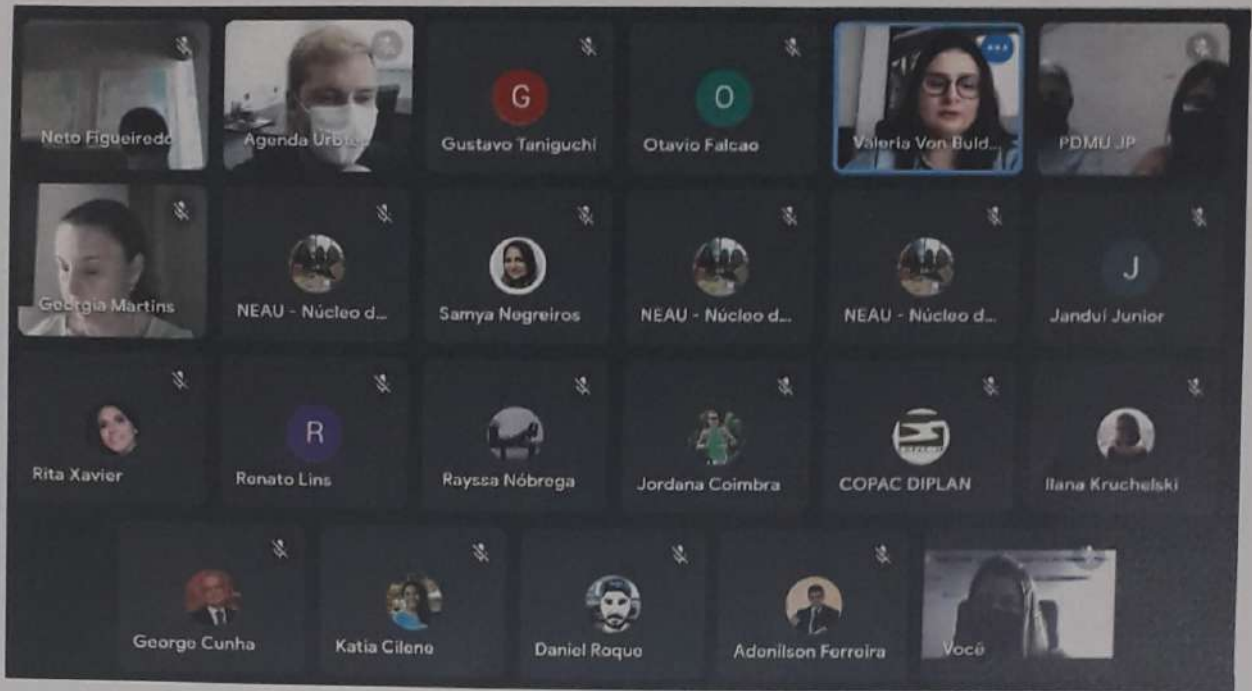 Neto Figueiredo
Agenda Urb
G
Gustavo Taniguchi
O
Otavio Falcao
Valeria Von Buld...
PDMU JP
Georgia Martins
NEAU - Núcleo d...
Samya Negreiros
NEAU - Núcleo d...
NEAU - Núcleo d...
J
Janduí Junior
Rita Xavier
R
Renato Lins
Rayssa Nóbrega
Jordana Coimbra
COPAC DIPLAN
Ilana Kruchelski
George Cunha
Katia Cilene
Daniel Roque
Adenilson Ferreira
Você